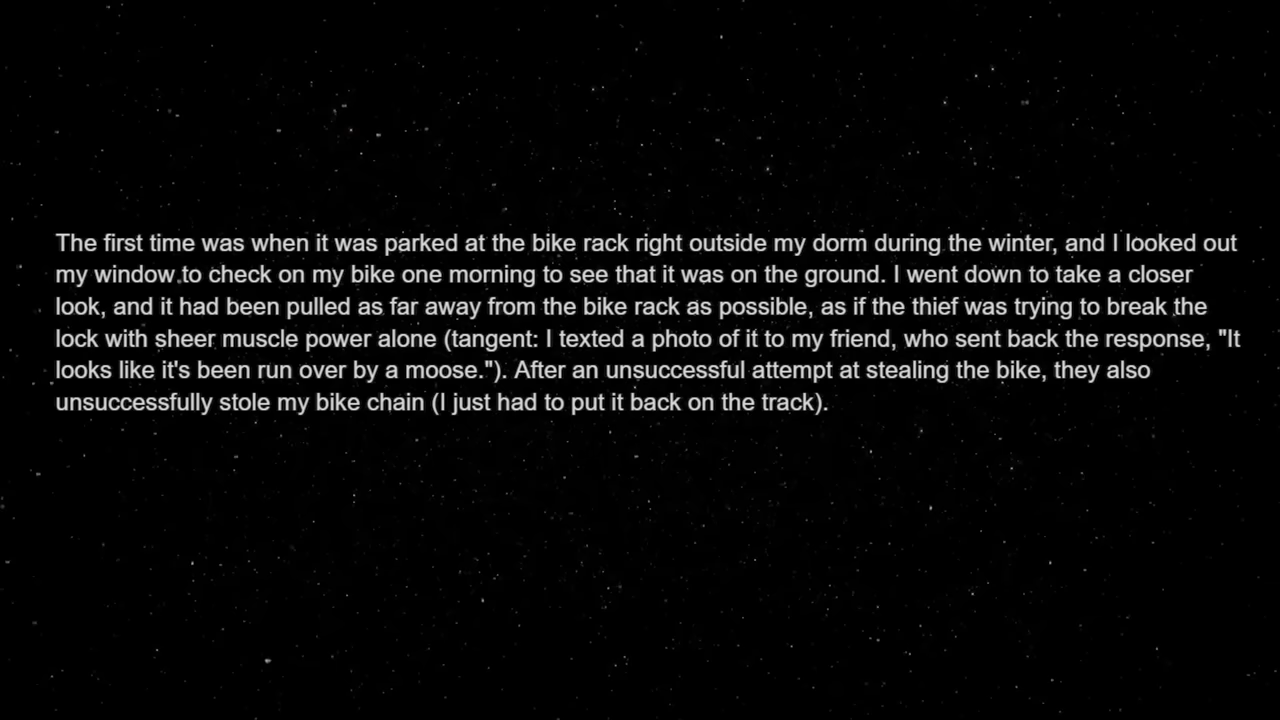 The first time was when it was parked at the bike rack right outside my dorm during the winter, and I looked out
my window to check on my bike one morning to see that it was on the ground. I went down to take a closer
look, and it had been pulled as far away from the bike rack as possible, as if the thief was trying to break the
lock with sheer muscle power alone (tangent: I texted a photo of it to my friend, who sent back the response, "It
looks like it's been run over by a moose."). After an unsuccessful attempt at stealing the bike, they also
unsuccessfully stole my bike chain (I just had to put it back on the track).